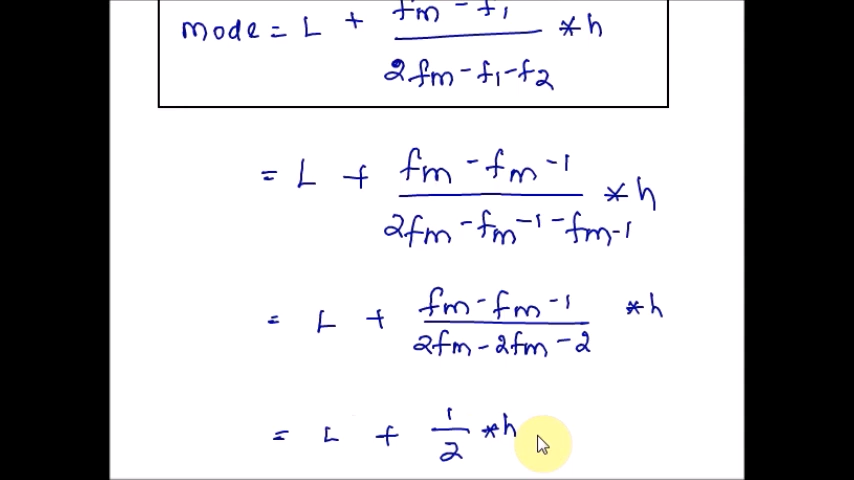 mode = L + fm - f1 / 2fm - f1 - f2 * h
= L + fm - fm - 1 / 2fm - fm - 1 - fm - 1 * h
= L + fm - fm - 1 / 2fm - 2fm - 2 * h
= L + 1 / 2 * h